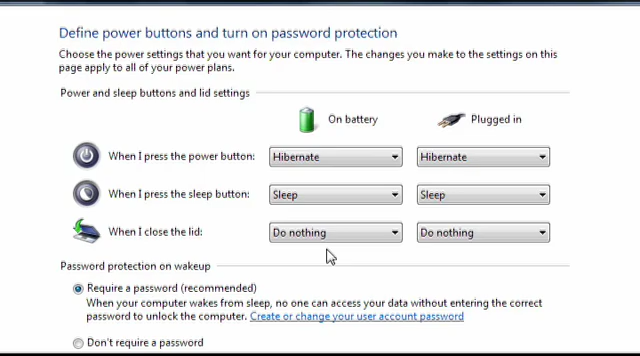 Define power buttons and turn on password protection
Choose the power settings that you want for your computer. The changes you make to the settings on this
page apply to all of your power plans.
Power and sleep buttons and lid settings
On battery Plugged in
When I press the power button: Hibernate Hibernate
When I press the sleep button: Sleep Sleep
When I close the lid: Do nothing Do nothing
Password protection on wakeup
Require a password (recommended)
When your computer wakes from sleep, no one can access your data without entering the correct
password to unlock the computer. Create or change your user account password
Don't require a password